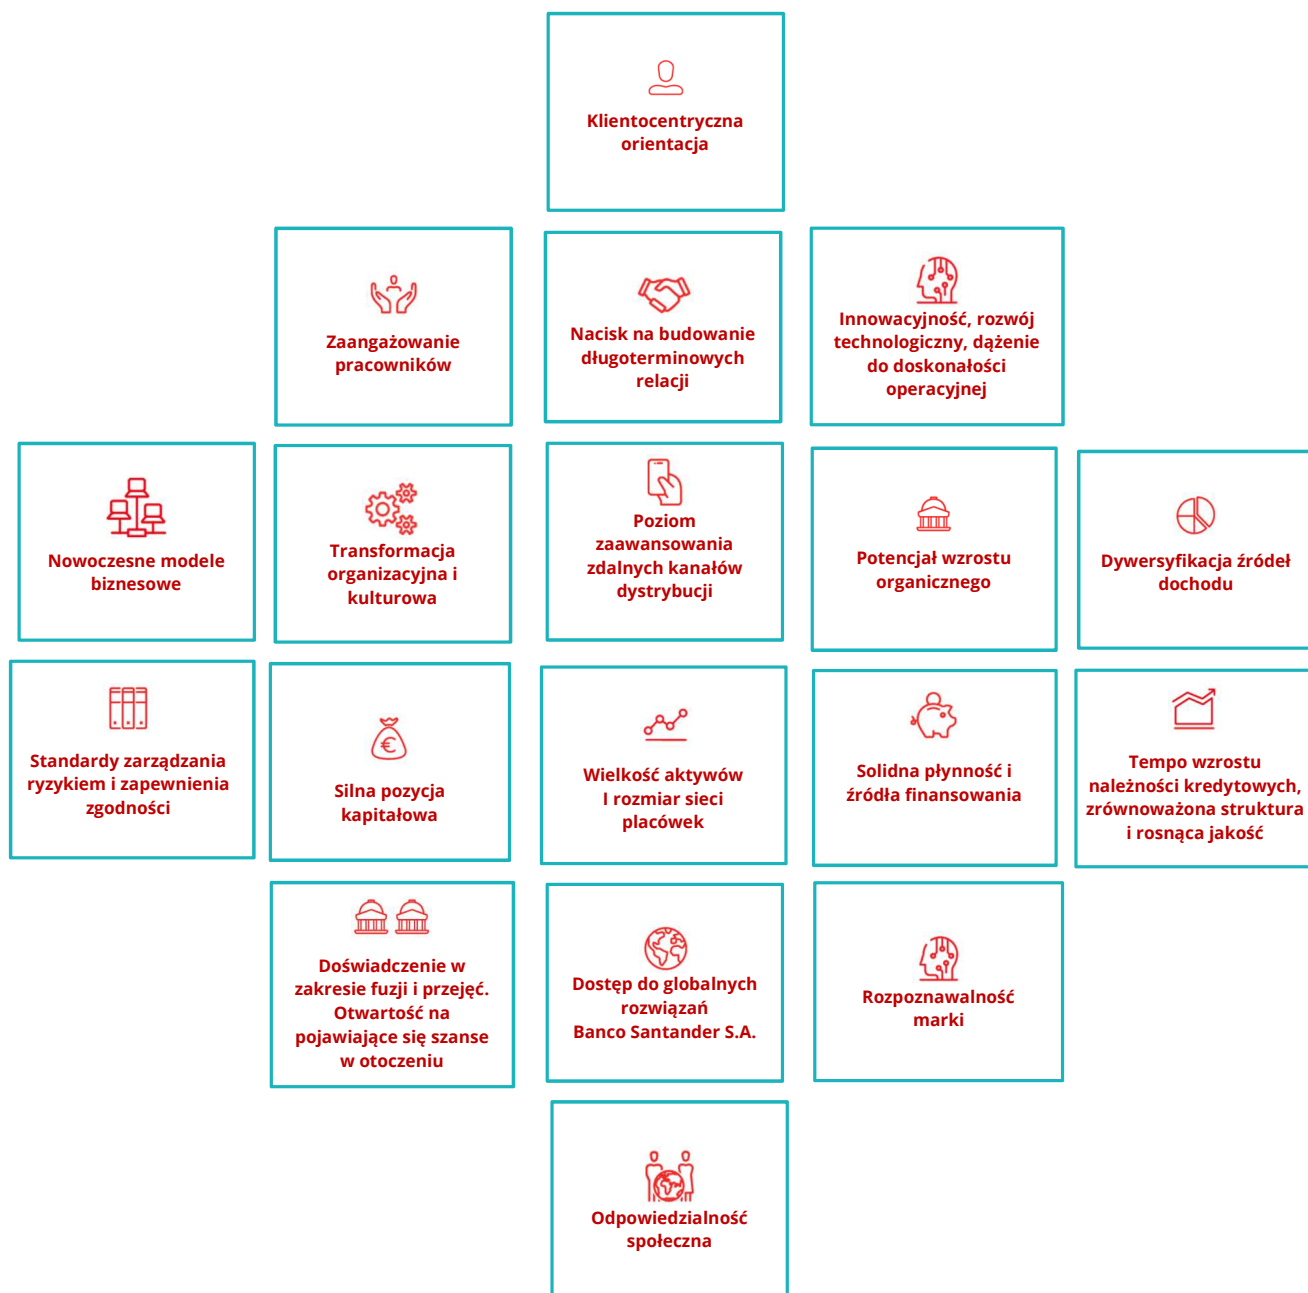 Klientocentryczna
orientacja
Zaangażowanie
pracowników
Nacisk na budowanie
długoterminowych
relacji
Innowacyjność, rozwój
technologiczny, dążenie
do doskonałości
operacyjnej
Nowoczesne modele
biznesowe
Transformacja
organizacyjna i
kulturowa
Poziom
zaawansowania
zdalnych kanałów
dystrybucji
Potencjał wzrostu
organicznego
Dywersyfikacja źródeł
dochodu
Standardy zarządzania
ryzykiem i zapewnienia
zgodności
€
Silna pozycja
kapitałowa
Wielkość aktywów
I rozmiar sieci
placówek
Solidna płynność i
źródła finansowania
Tempo wzrostu
należności kredytowych,
zrównoważona struktura
i rosnąca jakość
Doświadczenie w
zakresie fuzji i przejęć.
Otwartość na
pojawiające się szanse
w otoczeniu
Dostęp do globalnych
rozwiązań
Banco Santander S.A.
Rozpoznawalność
marki
Odpowiedzialność
społeczna